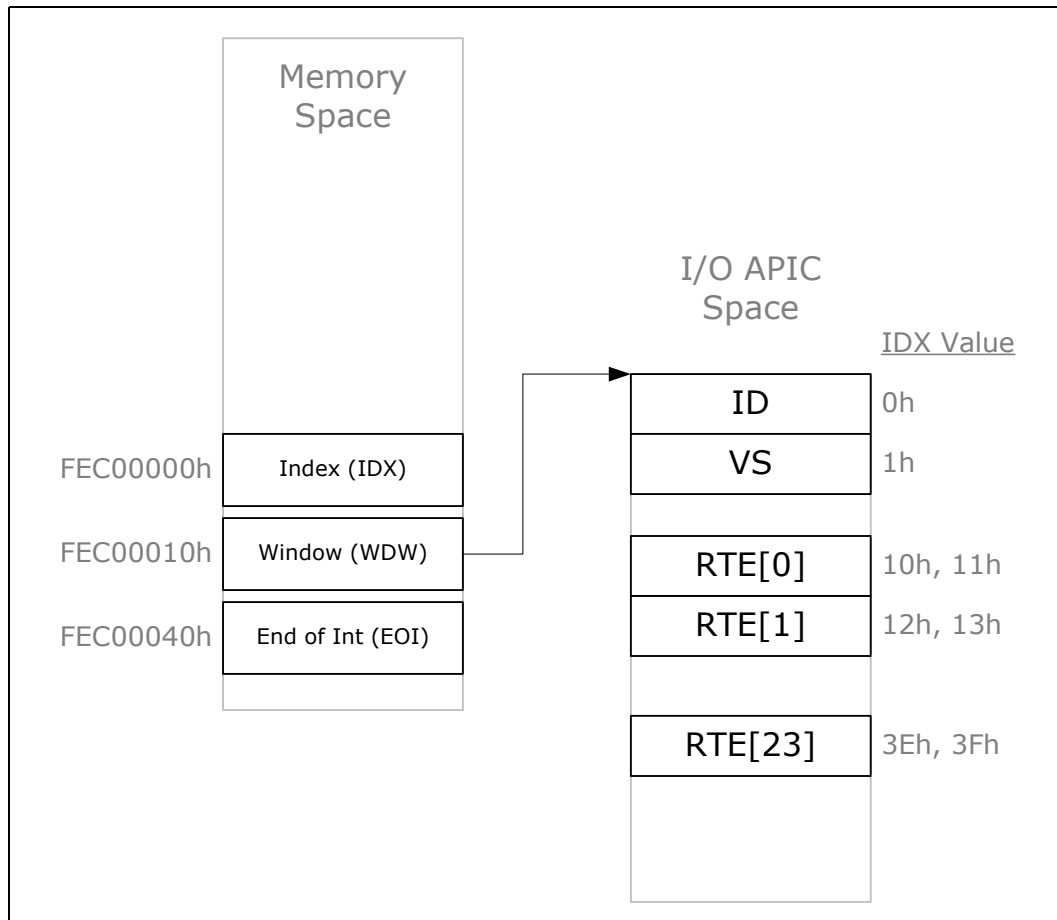 Memory
Space
I/O APIC
Space
IDX Value
ID
0h
VS
1h
FEC00000h
Index (IDX)
FEC00010h
Window (WDW)
RTE[0]
10h, 11h
FEC00040h
End of Int (EOI)
RTE[1]
12h, 13h
RTE[23]
3Eh, 3Fh